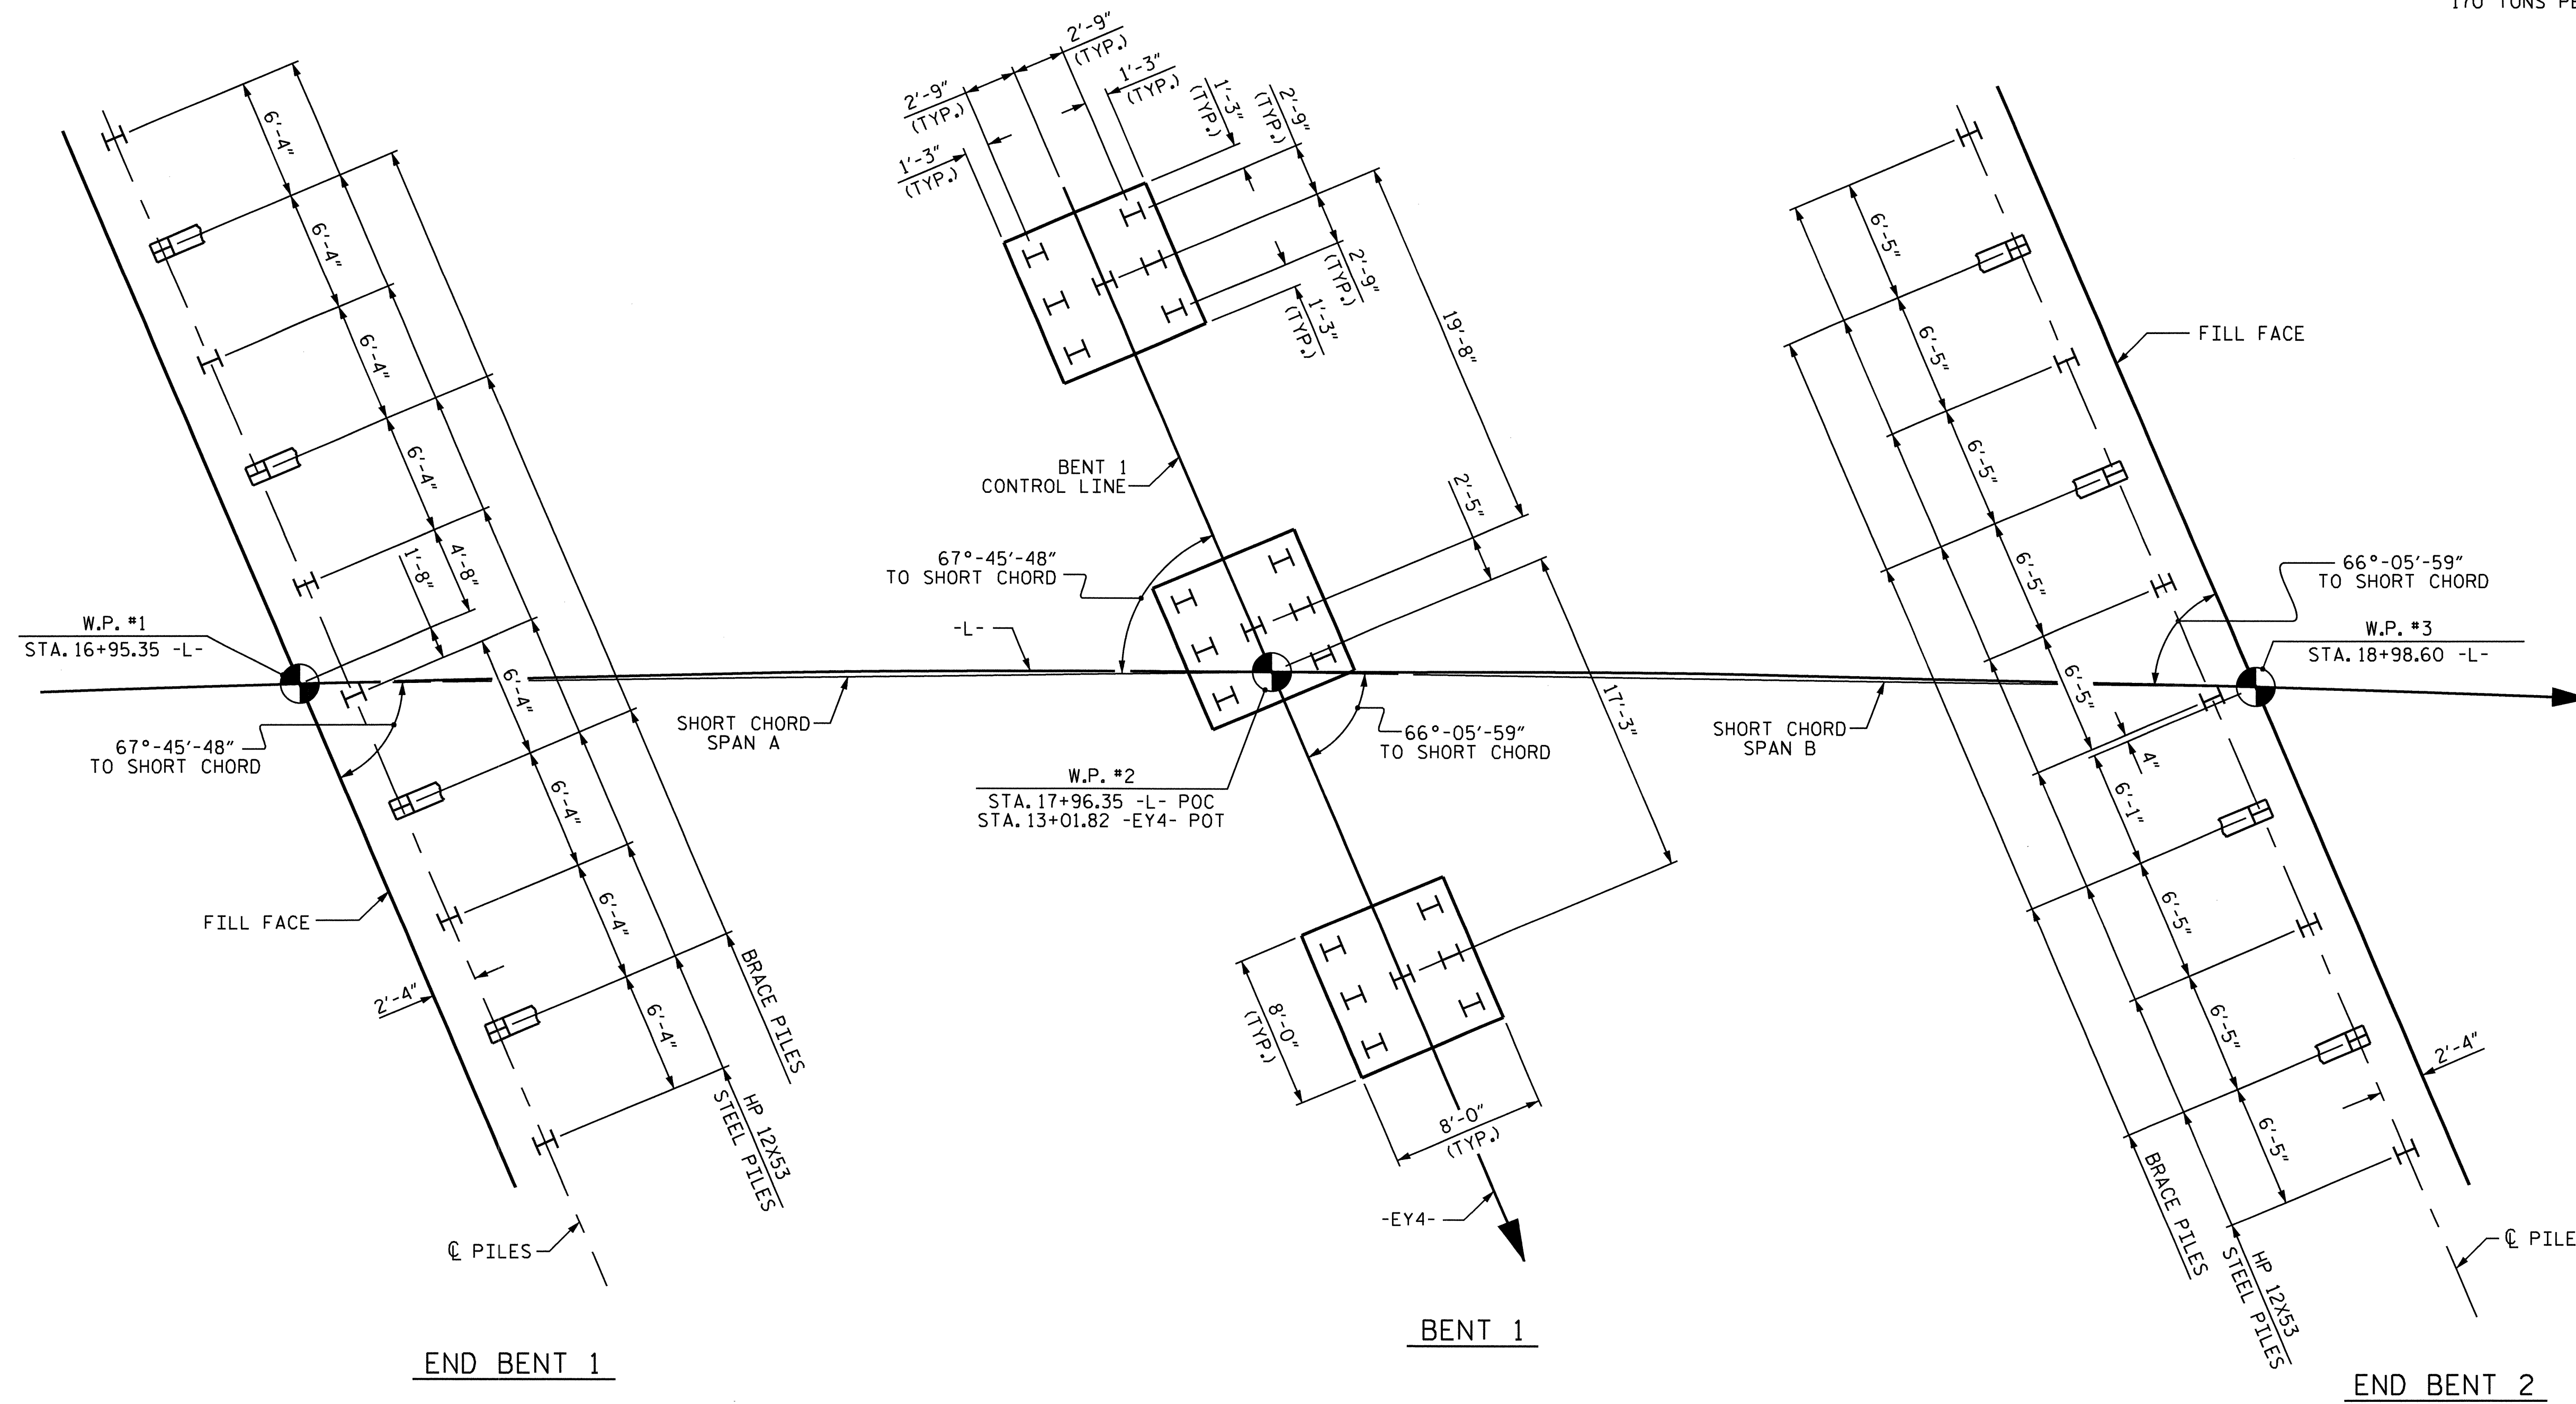 170 TONS PE
6'-4"
6'-4"
6'-4"
6'-4"
1'-8"
4'-8"
6'-4"
6'-4"
6'-4"
6'-4"
W.P. #1
STA. 16+95.35 -L-
67°-45'-48"
TO SHORT CHORD
FILL FACE
2'-4"
BRACE PILES
HP 12X53
STEEL PILES
℄ PILES
END BENT 1
2'-9"
(TYP.)
2'-9"
(TYP.)
1'-3"
(TYP.)
1'-3"
(TYP.)
1'-3"
(TYP.)
2'-9"
(TYP.)
2'-9"
(TYP.)
1'-3"
(TYP.)
19'-8"
BENT 1
CONTROL LINE
2'-5"
67°-45'-48"
TO SHORT CHORD
-L-
SHORT CHORD
SPAN A
17'-3"
66°-05'-59"
TO SHORT CHORD
W.P. #2
STA. 17+96.35 -L- POC
STA. 13+01.82 -EY4- POT
8'-0"
(TYP.)
8'-0"
(TYP.)
-EY4-
BENT 1
6'-5"
6'-5"
6'-5"
6'-5"
6'-5"
4"
6'-1"
6'-5"
6'-5"
6'-5"
FILL FACE
66°-05'-59"
TO SHORT CHORD
W.P. #3
STA. 18+98.60 -L-
SHORT CHORD
SPAN B
2'-4"
BRACE PILES
HP 12X53
STEEL PILES
℄ PILE
END BENT 2